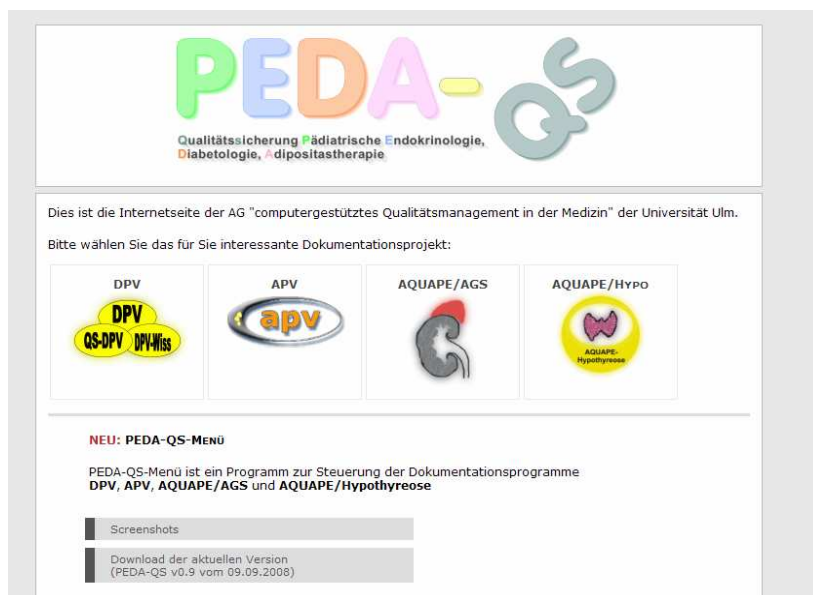 PEDA-QS
Qualitätssicherung Pädiatrische Endokrinologie,
Diabetologie, Adipositastherapie
Dies ist die Internetseite der AG "computergestütztes Qualitätsmanagement in der Medizin" der Universität Ulm.
Bitte wählen Sie das für Sie interessante Dokumentationsprojekt:
DPV
APV
AQUAPE/AGS
AQUAPE/HYPO
DPV
QS-DPV DPV-Wiss
apv
AQUAPE-
Hypothyreose
NEU: PEDA-QS-MENÜ
PEDA-QS-Menü ist ein Programm zur Steuerung der Dokumentationsprogramme
DPV, APV, AQUAPE/AGS und AQUAPE/Hypothyreose
Screenshots
Download der aktuellen Version
(PEDA-QS v0.9 vom 09.09.2008)